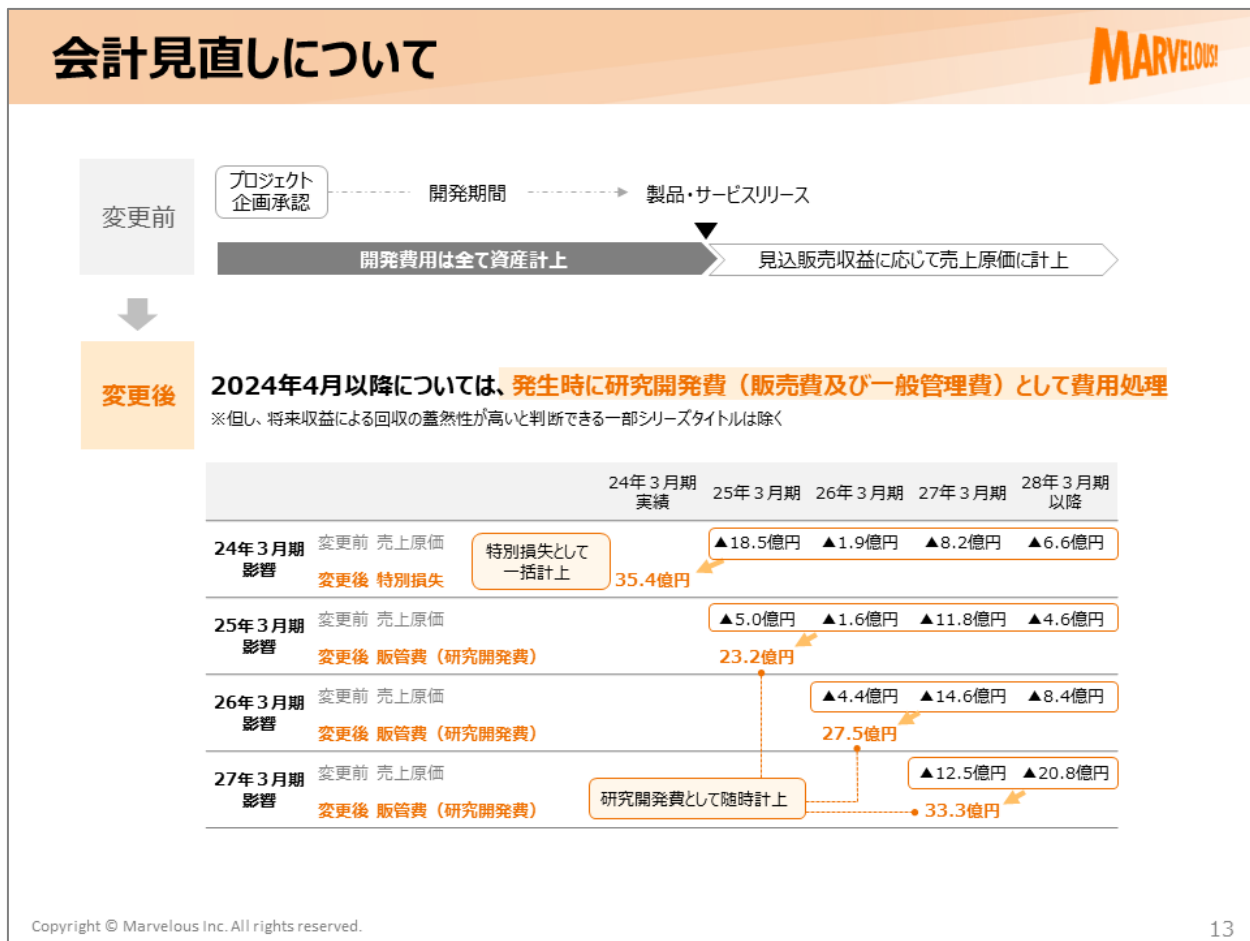 会計見直しについて
MARVELOUS!
変更前
プロジェクト
企画承認
開発期間
製品・サービスリリース
開発費用は全て資産計上
見込販売収益に応じて売上原価に計上
変更後
2024年4月以降については、発生時に研究開発費（販売費及び一般管理費）として費用処理
※但し、将来収益による回収の蓋然性が高いと判断できる一部シリーズタイトルは除く
24年3月期
実績
25年3月期
26年3月期
27年3月期
28年3月期
以降
24年3月期
影響
変更前 売上原価
特別損失として
一括計上
▲18.5億円 ▲1.9億円 ▲8.2億円 ▲6.6億円
変更後 特別損失
35.4億円
25年3月期
影響
変更前 売上原価
▲5.0億円 ▲1.6億円 ▲11.8億円 ▲4.6億円
変更後 販管費（研究開発費）
23.2億円
26年3月期
影響
変更前 売上原価
▲4.4億円 ▲14.6億円 ▲8.4億円
変更後 販管費（研究開発費）
27.5億円
27年3月期
影響
変更前 売上原価
▲12.5億円 ▲20.8億円
変更後 販管費（研究開発費）
研究開発費として随時計上
33.3億円
Copyright © Marvelous Inc. All rights reserved.
13